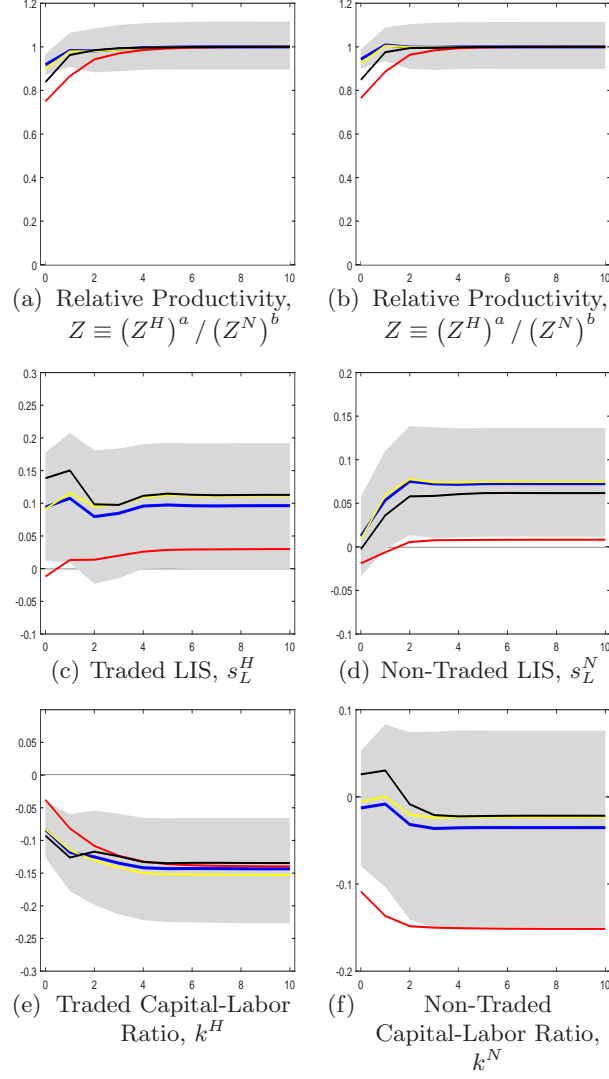 1.2
1
0.8
0.6
0.4
0.2
0
0 2 4 6 8 10
(a) Relative Productivity,
Z ≡ (Z^H)^a / (Z^N)^b
1.2
1
0.8
0.6
0.4
0.2
0
0 2 4 6 8 10
(b) Relative Productivity,
Z ≡ (Z^H)^a / (Z^N)^b
0.3
0.25
0.2
0.15
0.1
0.05
0
-0.05
-0.1
0 2 4 6 8 10
(c) Traded LIS, s_L^H
0.2
0.15
0.1
0.05
0
-0.05
-0.1
0 2 4 6 8 10
(d) Non-Traded LIS, s_L^N
0.05
0
-0.05
-0.1
-0.15
-0.2
-0.25
-0.3
0 2 4 6 8 10
(e) Traded Capital-Labor
Ratio, k^H
0.1
0
-0.1
-0.2
0 2 4 6 8 10
(f) Non-Traded
Capital-Labor Ratio,
k^N